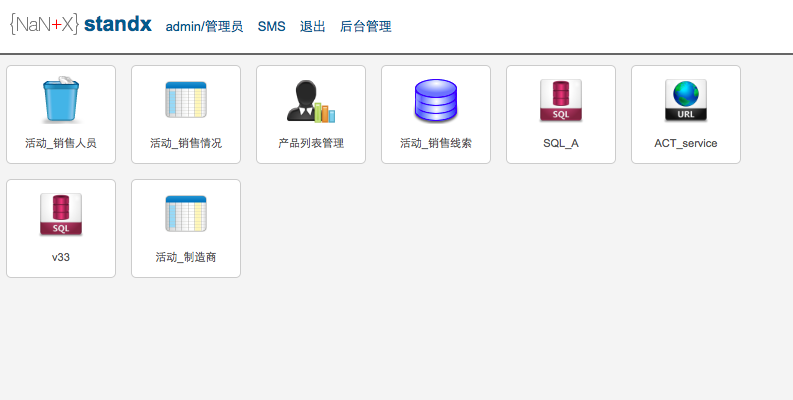 {NaN+X} standx admin/管理员 SMS 退出 后台管理
活动_销售人员 活动_销售情况 产品列表管理 活动_销售线索 SQL SQL_A URL ACT_service
SQL v33 活动_制造商